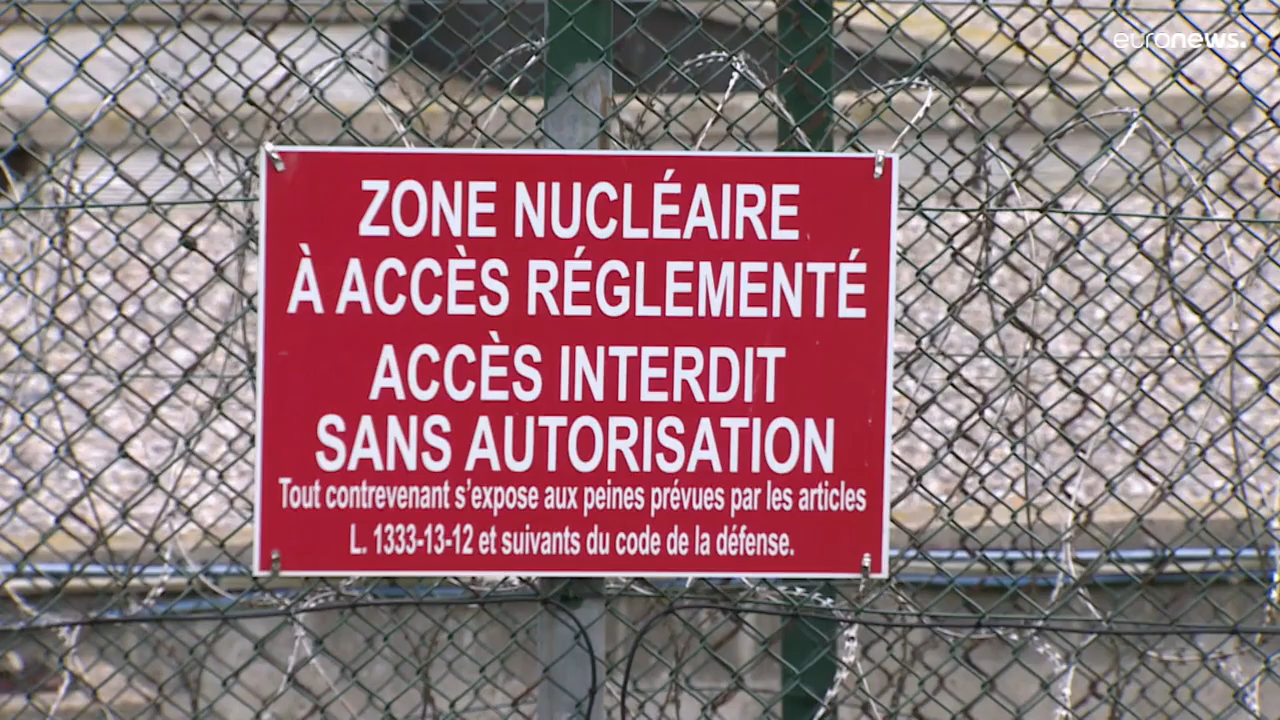 euronews.
ZONE NUCLÉAIRE
À ACCÈS RÉGLEMENTÉ
ACCÈS INTERDIT
SANS AUTORISATION
Tout contrevenant s'expose aux peines prévues par les articles
L. 1333-13-12 et suivants du code de la défense.